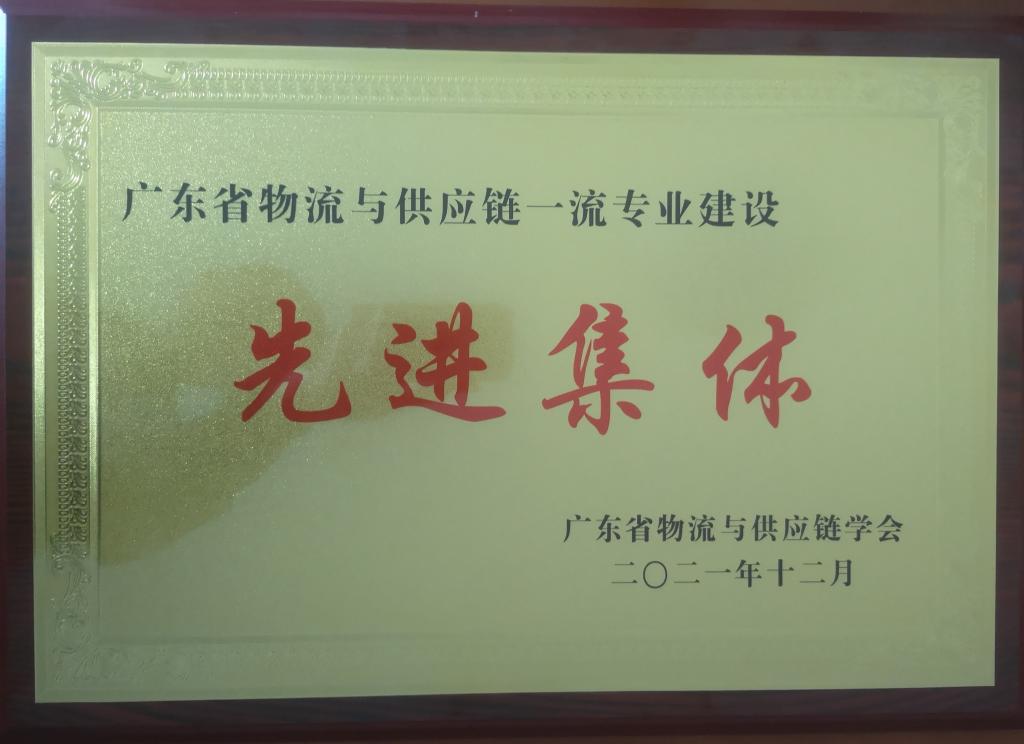 广东省物流与供应链一流专业建设
先进集体
广东省物流与供应链学会
二〇二一年十二月